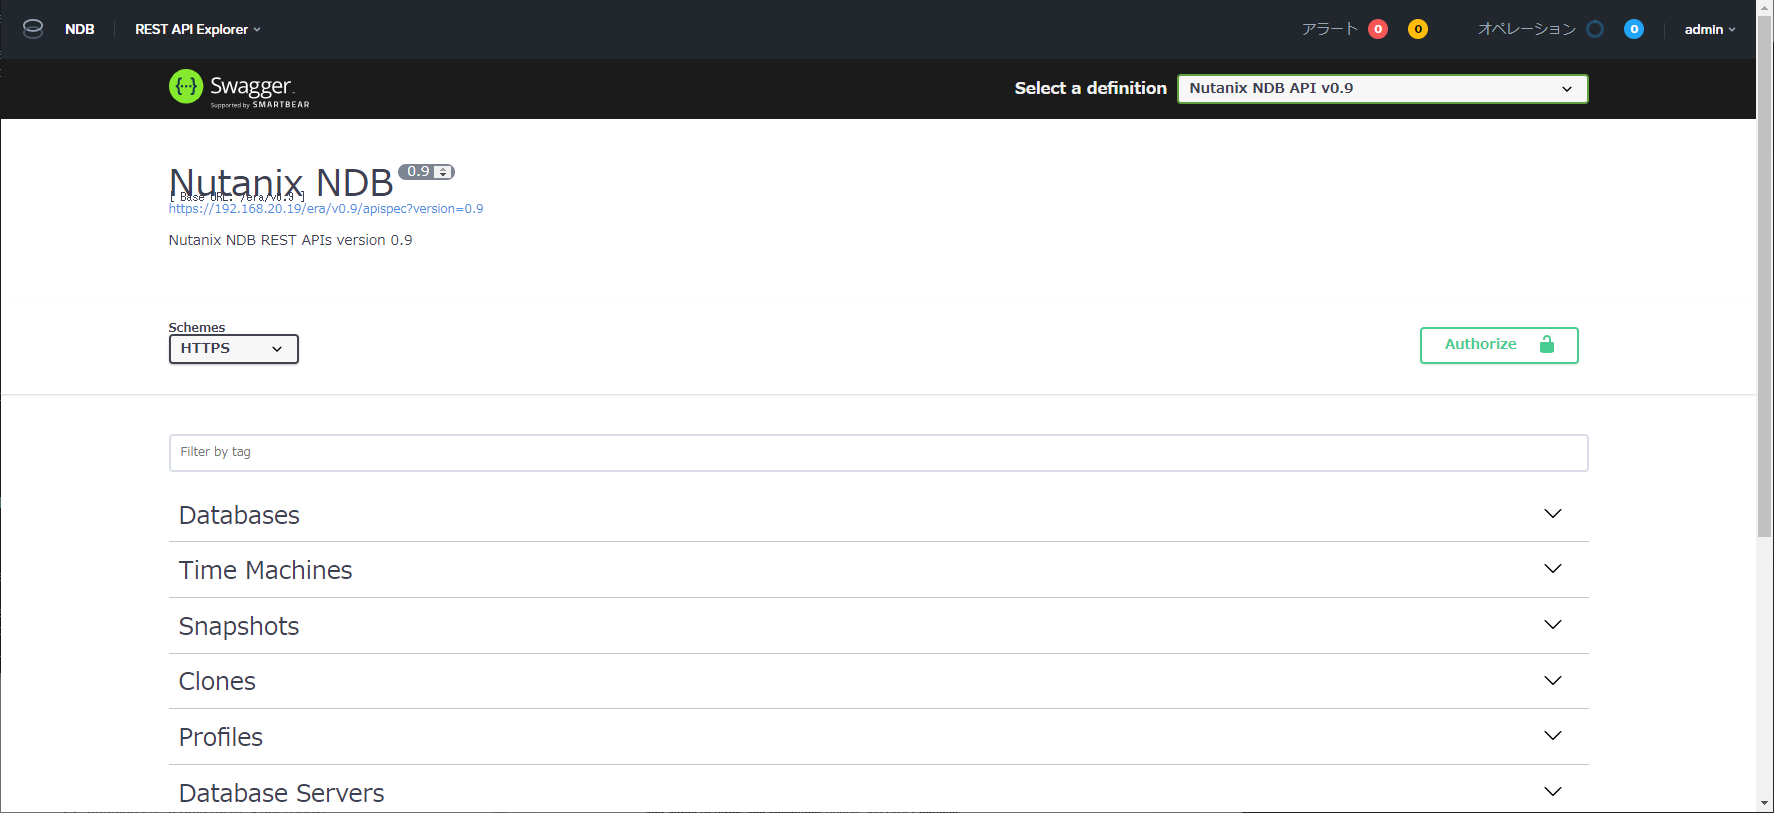 NDB REST API Explorer アラート 0 0 オペレーション 0 admin
{···} Swagger. Select a definition Nutanix NDB API v0.9
Supported by SMARTBEAR
Nutanix NDB 0.9
[ Base URL: /era/v0.9 ]
https://192.168.20.19/era/v0.9/apispec?version=0.9
Nutanix NDB REST APIs version 0.9
Schemes
HTTPS Authorize
Filter by tag
Databases
Time Machines
Snapshots
Clones
Profiles
Database Servers